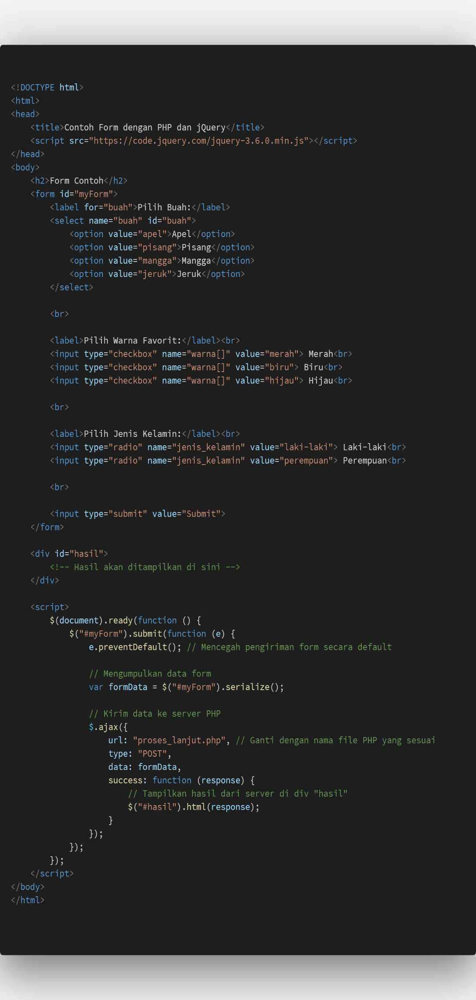 <!DOCTYPE html>
<html>
<head>
    <title>Contoh Form dengan PHP dan jQuery</title>
    <script src="https://code.jquery.com/jquery-3.6.0.min.js"></script>
</head>
<body>
    <h2>Form Contoh</h2>
    <form id="myForm">
        <label for="buah">Pilih Buah:</label>
        <select name="buah" id="buah">
            <option value="apel">Apel</option>
            <option value="pisang">Pisang</option>
            <option value="mangga">Mangga</option>
            <option value="jeruk">Jeruk</option>
        </select>

        <br>

        <label>Pilih Warna Favorit:</label><br>
        <input type="checkbox" name="warna[]" value="merah"> Merah<br>
        <input type="checkbox" name="warna[]" value="biru"> Biru<br>
        <input type="checkbox" name="warna[]" value="hijau"> Hijau<br>

        <br>

        <label>Pilih Jenis Kelamin:</label><br>
        <input type="radio" name="jenis_kelamin" value="laki-laki"> Laki-laki<br>
        <input type="radio" name="jenis_kelamin" value="perempuan"> Perempuan<br>

        <br>

        <input type="submit" value="Submit">
    </form>

    <div id="hasil">
        <!-- Hasil akan ditampilkan di sini -->
    </div>

    <script>
        $(document).ready(function () {
            $("#myForm").submit(function (e) {
                e.preventDefault(); // Mencegah pengiriman form secara default

                // Mengumpulkan data form
                var formData = $("#myForm").serialize();

                // Kirim data ke server PHP
                $.ajax({
                    url: "proses_lanjut.php", // Ganti dengan nama file PHP yang sesuai
                    type: "POST",
                    data: formData,
                    success: function (response) {
                        // Tampilkan hasil dari server di div "hasil"
                        $("#hasil").html(response);
                    }
                });
            });
        });
    </script>
</body>
</html>